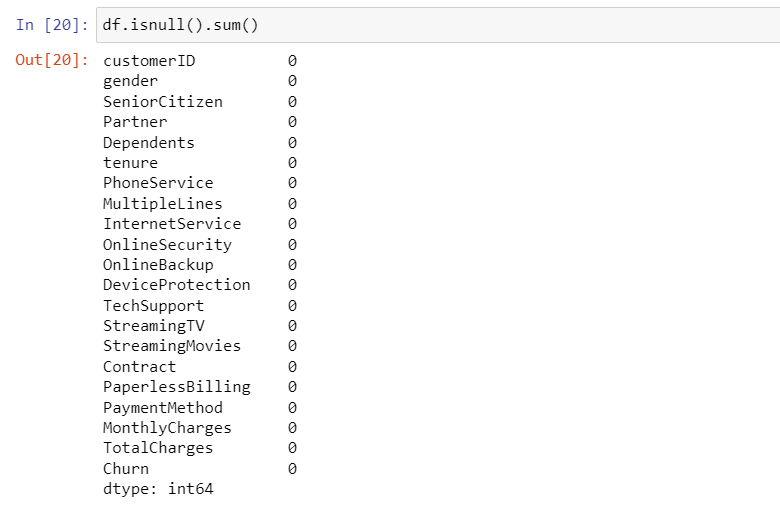 In [20]: df.isnull().sum()
Out[20]: customerID 0
gender 0
SeniorCitizen 0
Partner 0
Dependents 0
tenure 0
PhoneService 0
MultipleLines 0
InternetService 0
OnlineSecurity 0
OnlineBackup 0
DeviceProtection 0
TechSupport 0
StreamingTV 0
StreamingMovies 0
Contract 0
PaperlessBilling 0
PaymentMethod 0
MonthlyCharges 0
TotalCharges 0
Churn 0
dtype: int64